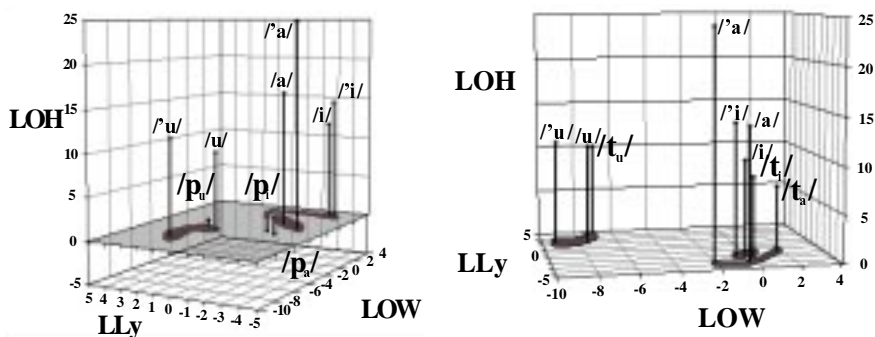 25
20
15
10
5
0
-5
LOH
/'a/
/a/
/'i/
/i/
/'u/
/u/
/pu/
/pi/
/pa/
5 4 3 2 1 0 -1 -2 -3 -4 -5
LLy
-10 -8 -6 -4 -2 0 2 4
LOW
LOH
/'a/
/'i/
/a/
/i/
/'u/
/u/
/tu/
/ti/
/ta/
25
20
15
10
5
0
5
0
-5
LLy
-10 -8 -6 -4 -2 0 2 4
LOW